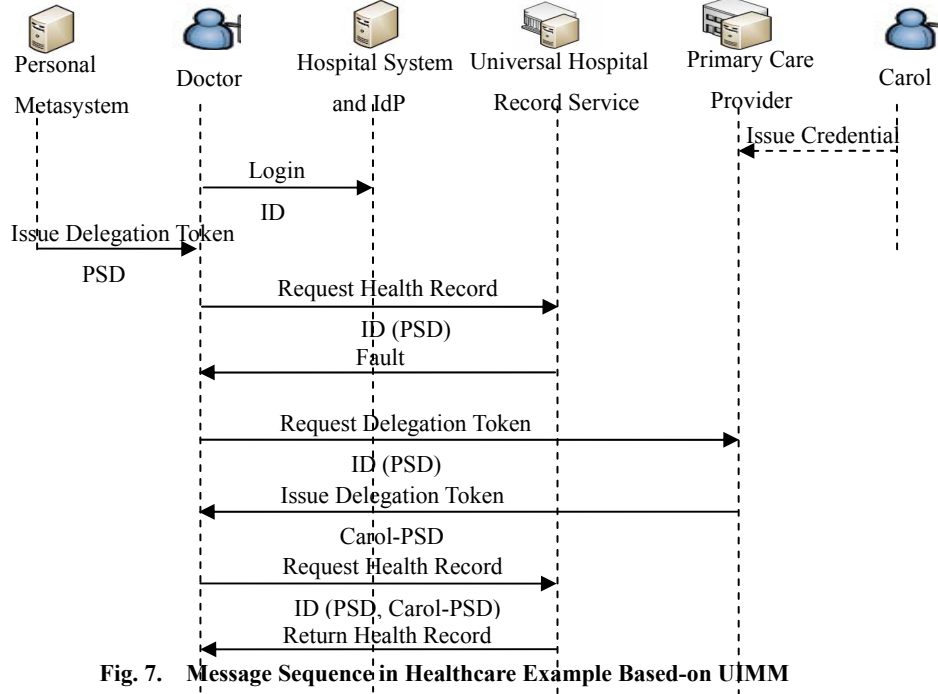 Personal
Metasystem
Doctor
Hospital System
and IdP
Universal Hospital
Record Service
Primary Care
Provider
Carol
Issue Credential
Login
ID
Issue Delegation Token
PSD
Request Health Record
ID (PSD)
Fault
Request Delegation Token
ID (PSD)
Issue Delegation Token
Carol-PSD
Request Health Record
ID (PSD, Carol-PSD)
Return Health Record
Fig. 7. Message Sequence in Healthcare Example Based-on UIMM